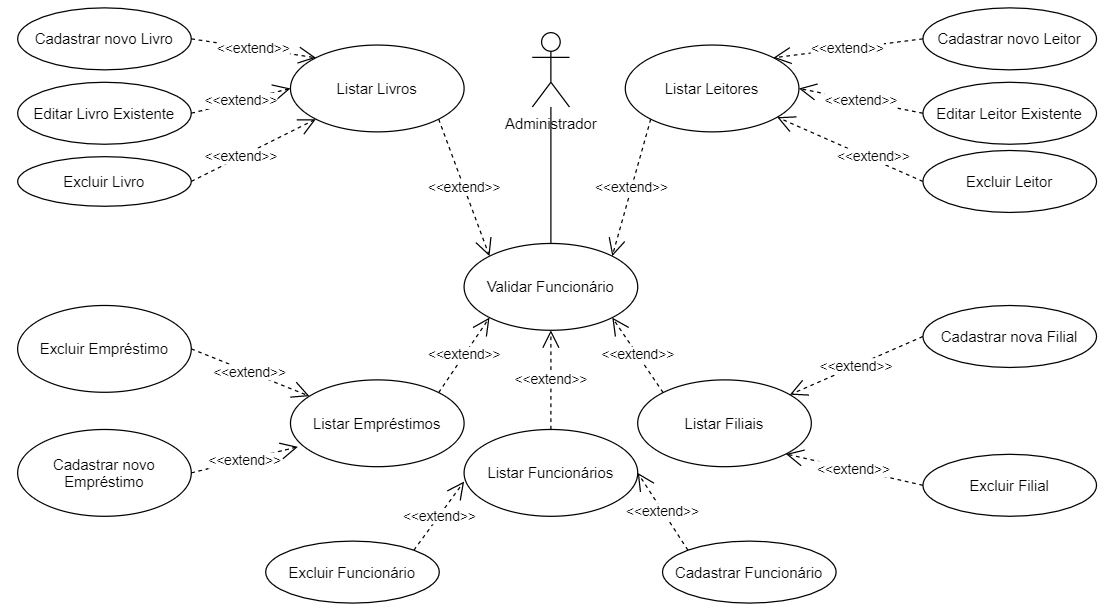 Cadastrar novo Livro
<<extend>>
Listar Livros
Editar Livro Existente
<<extend>>
Excluir Livro
<<extend>>
Administrador
Listar Leitores
<<extend>>
Cadastrar novo Leitor
<<extend>>
Editar Leitor Existente
<<extend>>
Excluir Leitor
<<extend>>
<<extend>>
Validar Funcionário
Excluir Empréstimo
<<extend>>
Listar Empréstimos
<<extend>>
<<extend>>
Cadastrar novo
Empréstimo
<<extend>>
Listar Funcionários
<<extend>>
Listar Filiais
<<extend>>
Cadastrar nova Filial
<<extend>>
Excluir Filial
<<extend>>
Excluir Funcionário
<<extend>>
Cadastrar Funcionário